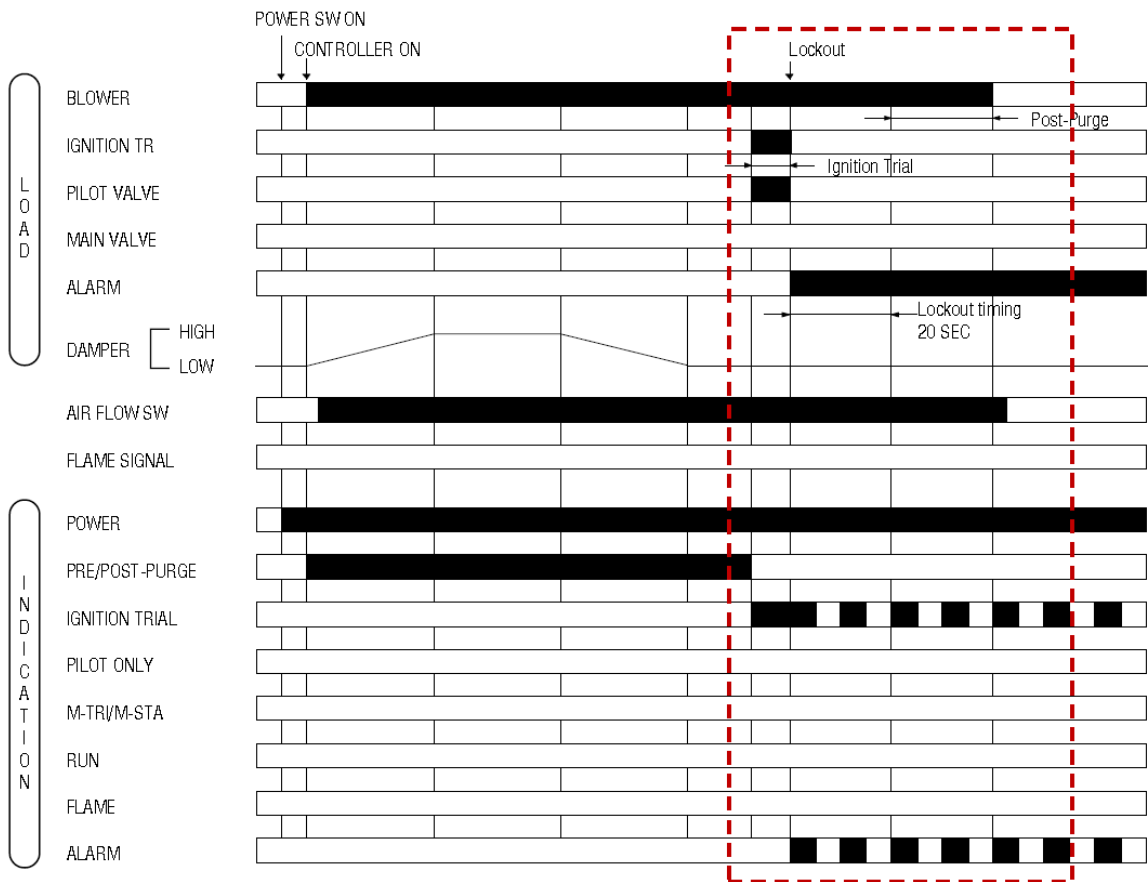 POWER SW ON
CONTROLLER ON
Lockout
LOAD
BLOWER
Post-Purge
IGNITION TR
Ignition Trial
PILOT VALVE
MAIN VALVE
ALARM
Lockout timing
20 SEC
DAMPER
HIGH
LOW
AIR FLOW SW
FLAME SIGNAL
INDICATION
POWER
PRE/POST-PURGE
IGNITION TRIAL
PILOT ONLY
M-TRI/M-STA
RUN
FLAME
ALARM